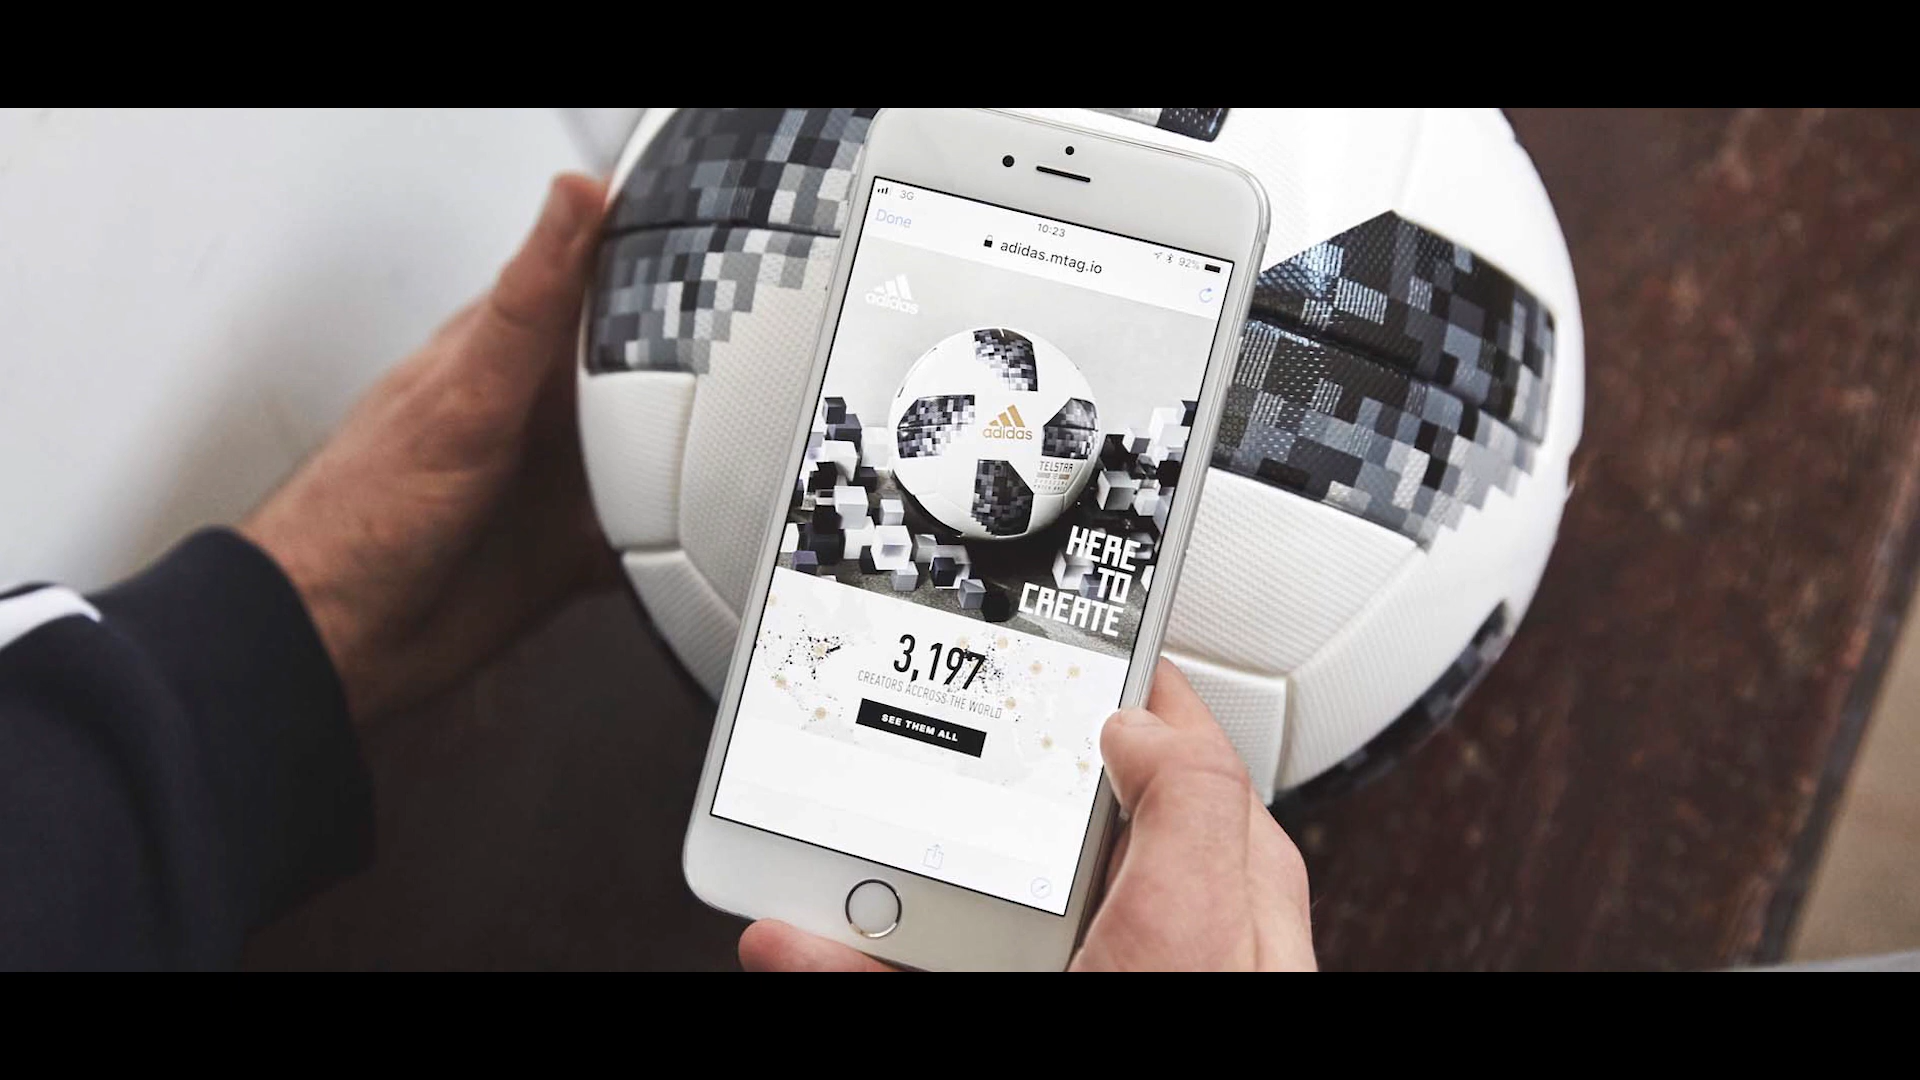 3G
10:23
92%
Done
adidas.mtag.io
adidas
adidas
TELSTAR
HERE
TO
CREATE
3,197
CREATORS ACCROSS THE WORLD
SEE THEM ALL